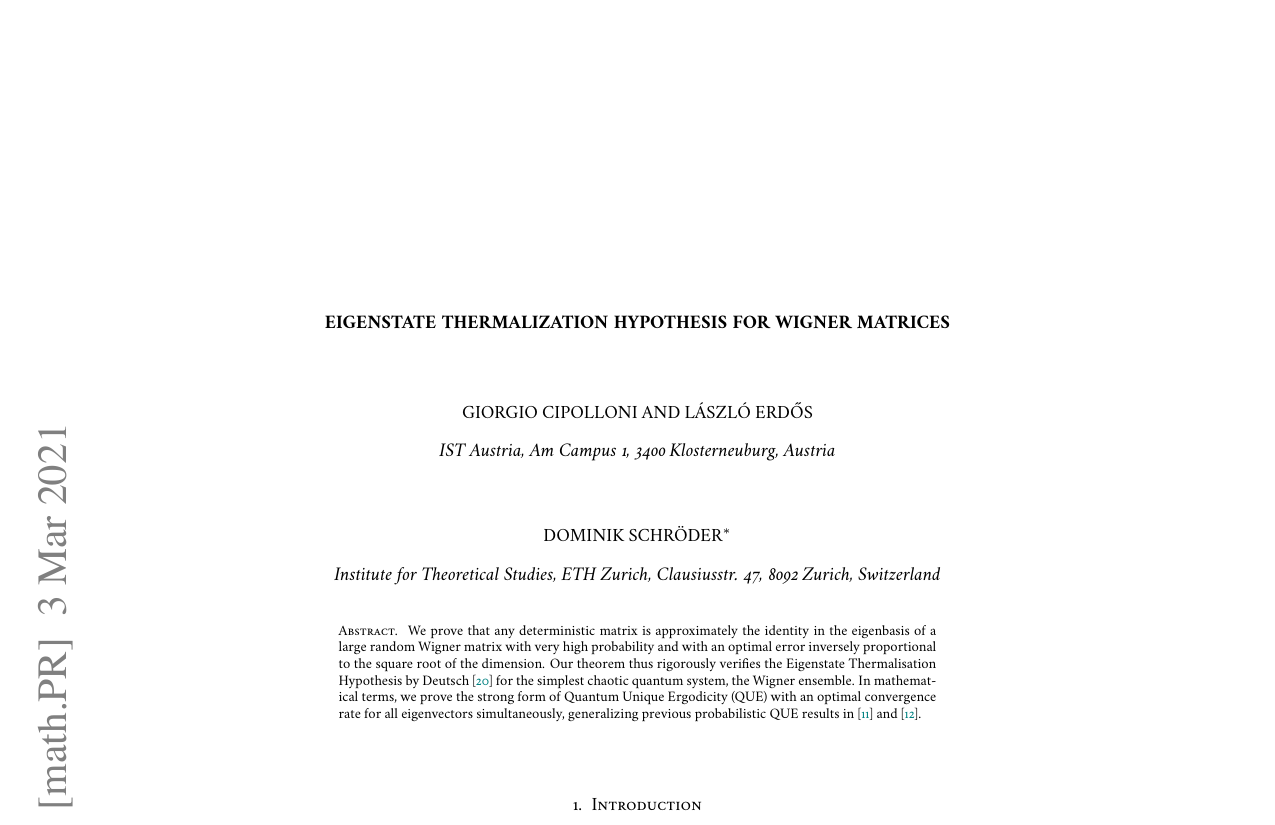 EIGENSTATE THERMALIZATION HYPOTHESIS FOR WIGNER MATRICES
GIORGIO CIPOLLONI AND LÁSZLÓ ERDŐS
IST Austria, Am Campus 1, 3400 Klosterneuburg, Austria
DOMINIK SCHRÖDER*
Institute for Theoretical Studies, ETH Zurich, Clausiusstr. 47, 8092 Zurich, Switzerland
Abstract. We prove that any deterministic matrix is approximately the identity in the eigenbasis of a
large random Wigner matrix with very high probability and with an optimal error inversely proportional
to the square root of the dimension. Our theorem thus rigorously verifies the Eigenstate Thermalisation
Hypothesis by Deutsch [20] for the simplest chaotic quantum system, the Wigner ensemble. In mathemat-
ical terms, we prove the strong form of Quantum Unique Ergodicity (QUE) with an optimal convergence
rate for all eigenvectors simultaneously, generalizing previous probabilistic QUE results in [11] and [12].
1. Introduction
[math.PR] 3 Mar 2021